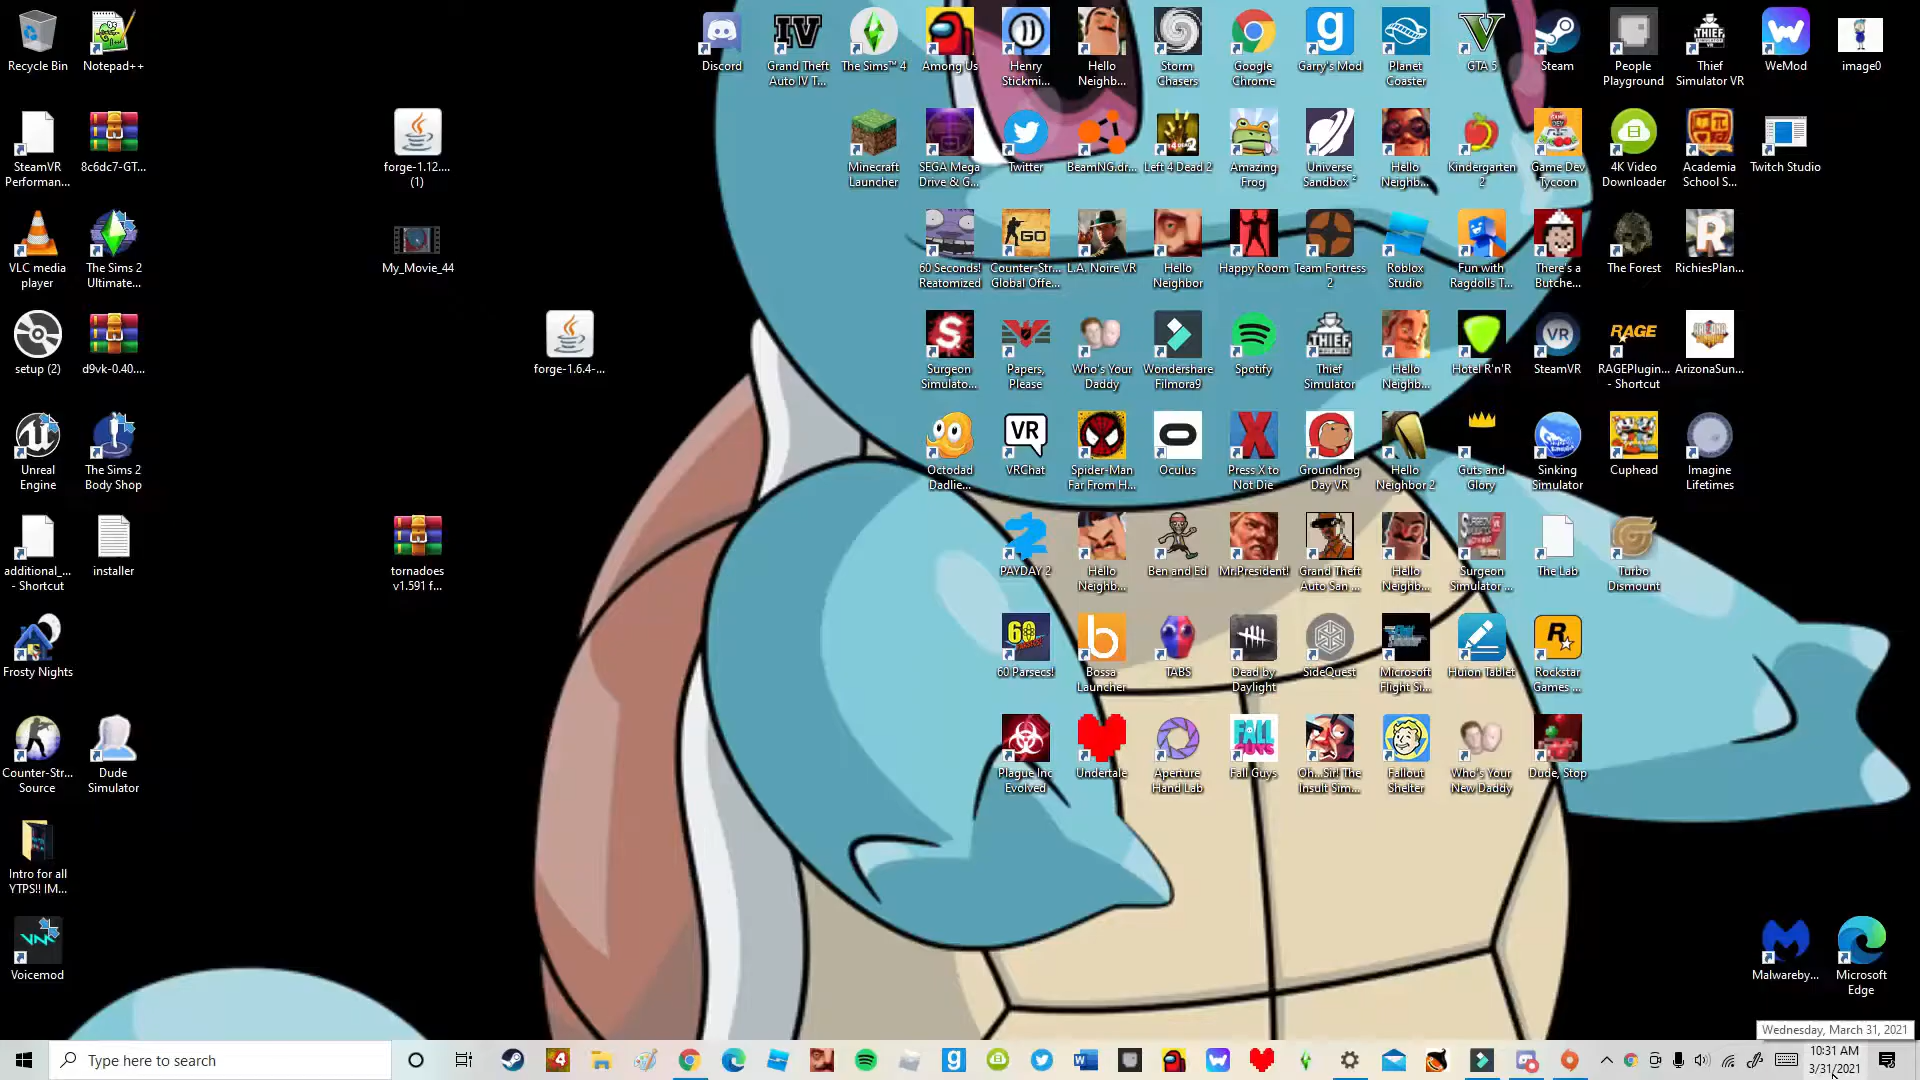 Recycle Bin
Notepad++
Discord
Grand Theft
Auto IV T...
The Sims™ 4
Among Us
Henry
Stickmi...
Hello
Neighb...
Storm
Chasers
Google
Chrome
Garry's Mod
Planet
Coaster
GTA 5
Steam
People
Playground
Thief
Simulator VR
WeMod
image0
SteamVR
Performan...
8c6dc7-GT...
forge-1.12....
(1)
Minecraft
Launcher
SEGA Mega
Drive & G...
Twitter
BeamNG.dr...
Left 4 Dead 2
Amazing
Frog
Universe
Sandbox ²
Hello
Neighb...
Kindergarten
2
Game Dev
Tycoon
4K Video
Downloader
Academia
School S...
Twitch Studio
VLC media
player
The Sims 2
Ultimate...
My_Movie_44
60 Seconds!
Reatomized
Counter-Str...
Global Offe...
L.A. Noire VR
Hello
Neighbor
Happy Room
Team Fortress
2
Roblox
Studio
Fun with
Ragdolls T...
There's a
Butche...
The Forest
RichiesPlan...
setup (2)
d9vk-0.40....
forge-1.6.4-...
Surgeon
Simulato...
Papers,
Please
Who's Your
Daddy
Wondershare
Filmora9
Spotify
Thief
Simulator
Hello
Neighb...
Hotel R'n'R
SteamVR
RAGEPlugin...
- Shortcut
ArizonaSun...
Unreal
Engine
The Sims 2
Body Shop
Octodad
Dadlie...
VRChat
Spider-Man
Far From H...
Oculus
Press X to
Not Die
Groundhog
Day VR
Hello
Neighbor 2
Guts and
Glory
Sinking
Simulator
Cuphead
Imagine
Lifetimes
additional_...
- Shortcut
installer
tornadoes
v1.591 f...
PAYDAY 2
Hello
Neighb...
Ben and Ed
Mr.President!
Grand Theft
Auto San ...
Hello
Neighb...
Surgeon
Simulator ...
The Lab
Turbo
Dismount
Frosty Nights
60 Parsecs!
Bossa
Launcher
TABS
Dead by
Daylight
SideQuest
Microsoft
Flight Si...
Huion Tablet
Rockstar
Games ...
Counter-Str...
Source
Dude
Simulator
Plague Inc
Evolved
Undertale
Aperture
Hand Lab
Fall Guys
Oh...Sir! The
Insult Sim...
Fallout
Shelter
Who's Your
New Daddy
Dude, Stop
Intro for all
YTPS!! IM...
Voicemod
Malwareby...
Microsoft
Edge
Wednesday, March 31, 2021
Type here to search
10:31 AM
3/31/2021